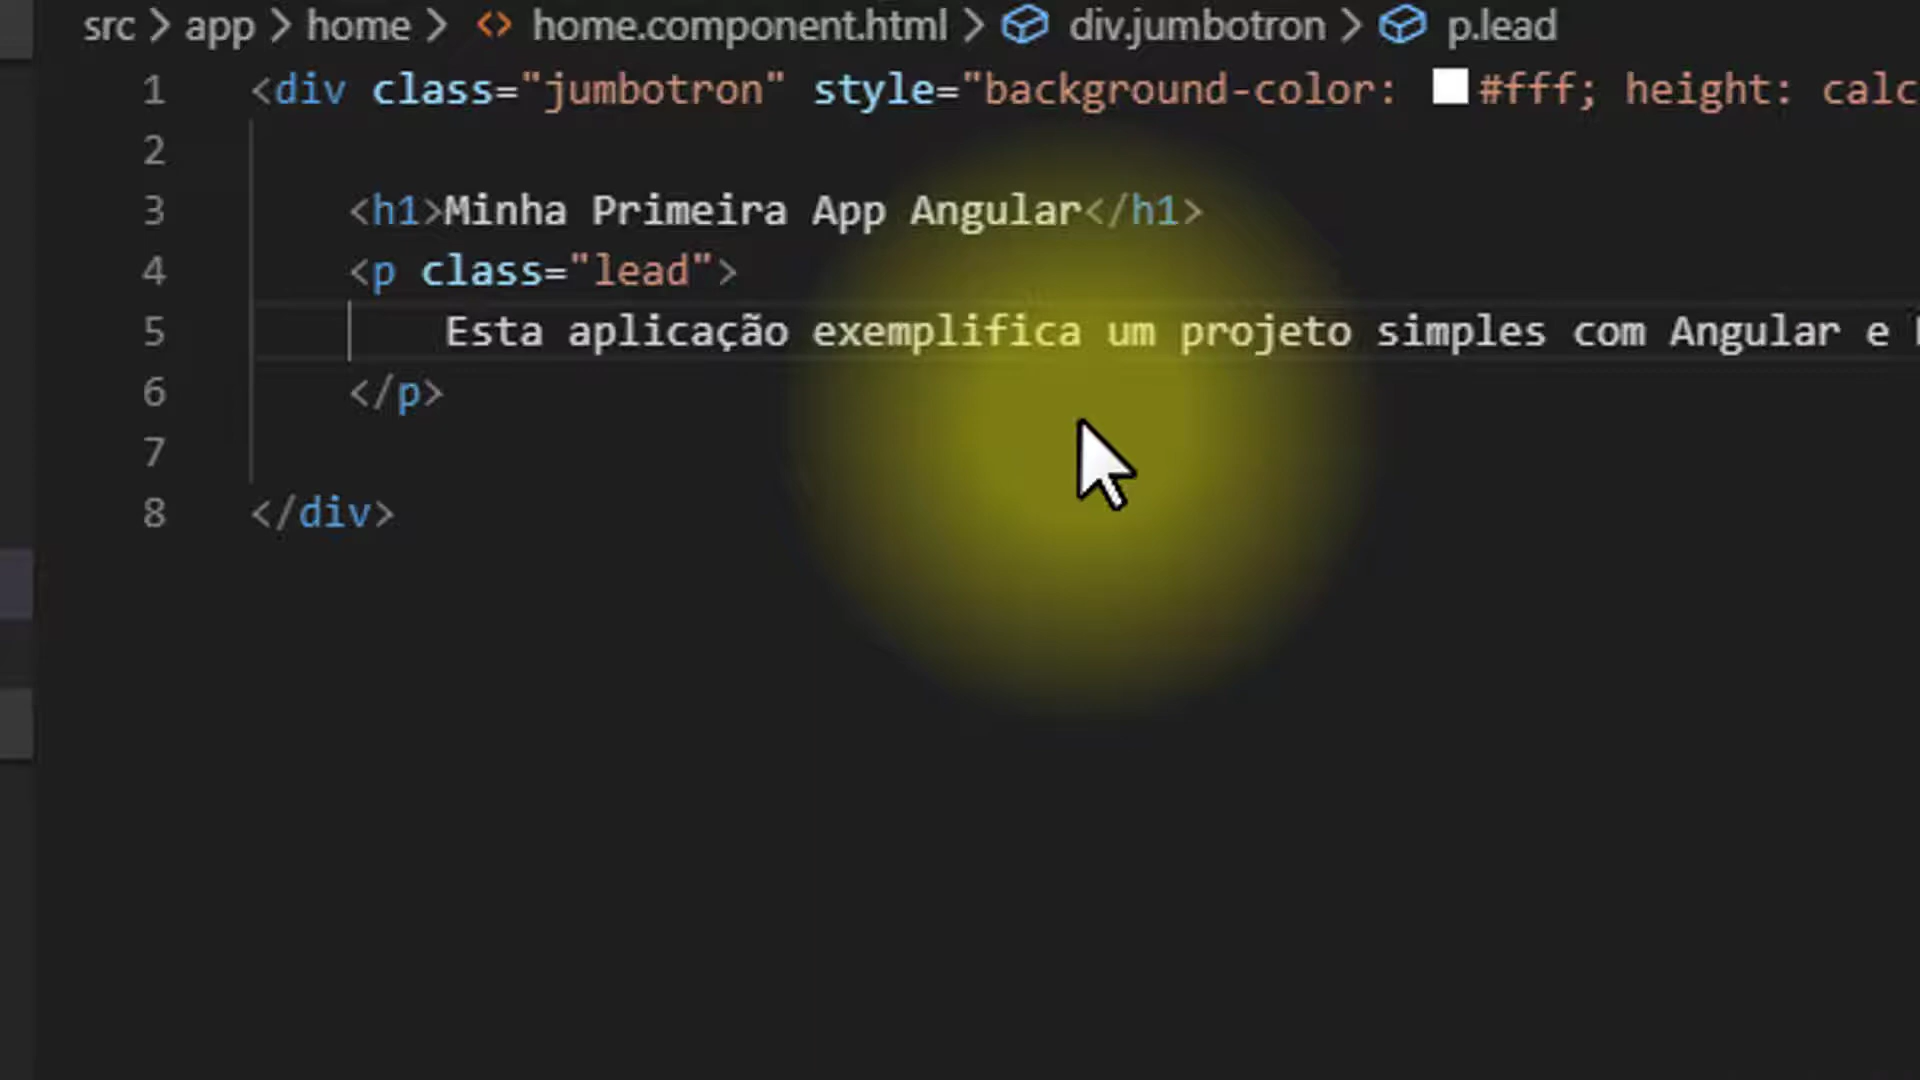 src > app > home > <> home.component.html > div.jumbotron > p.lead
1 <div class="jumbotron" style="background-color: #fff; height: calc
2
3 <h1>Minha Primeira App Angular</h1>
4 <p class="lead">
5 Esta aplicação exemplifica um projeto simples com Angular e
6 </p>
7
8 </div>